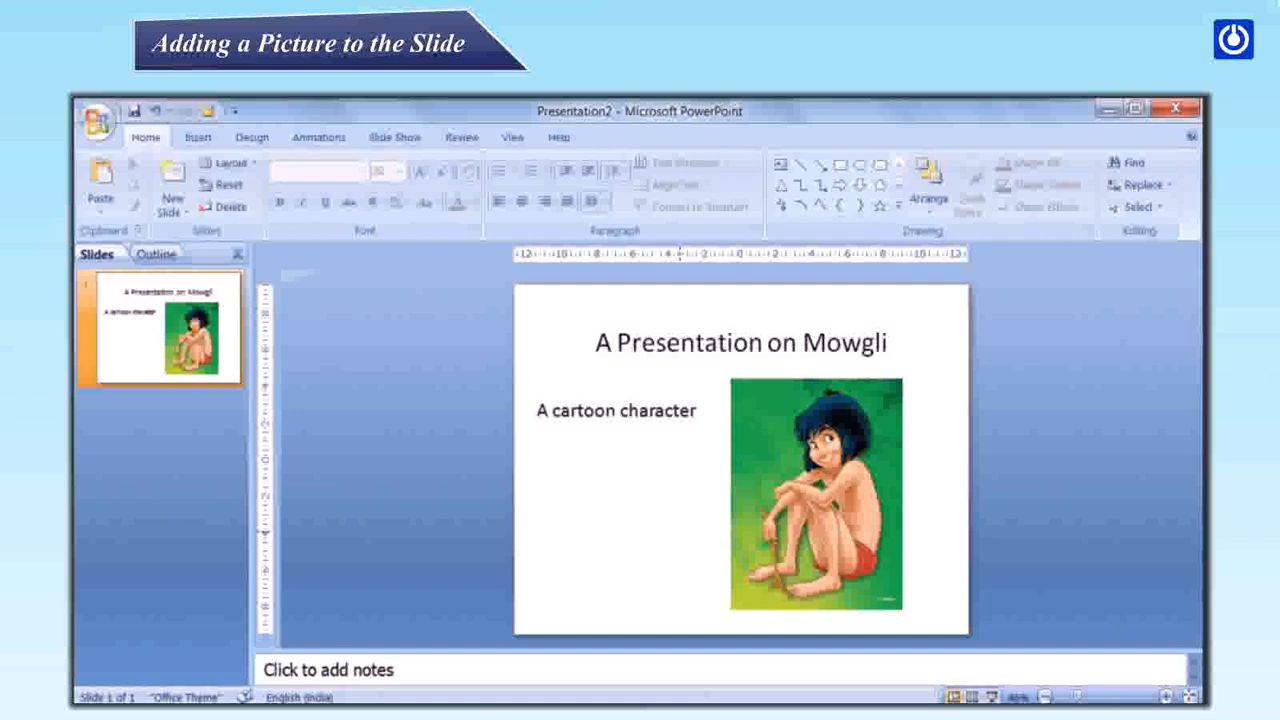 Adding a Picture to the Slide
Presentation2 - Microsoft PowerPoint
Home Insert Design Animations Slide Show Review View Help
Paste
New Slide
Layout
Reset
Delete
Arrange
Find
Replace
Select
Clipboard Slides Font Paragraph Drawing Editing
Slides Outline
A Presentation on Mowgli
A cartoon character
A Presentation on Mowgli
A cartoon character
Click to add notes
Slide 1 of 1 "Office Theme" English (India)